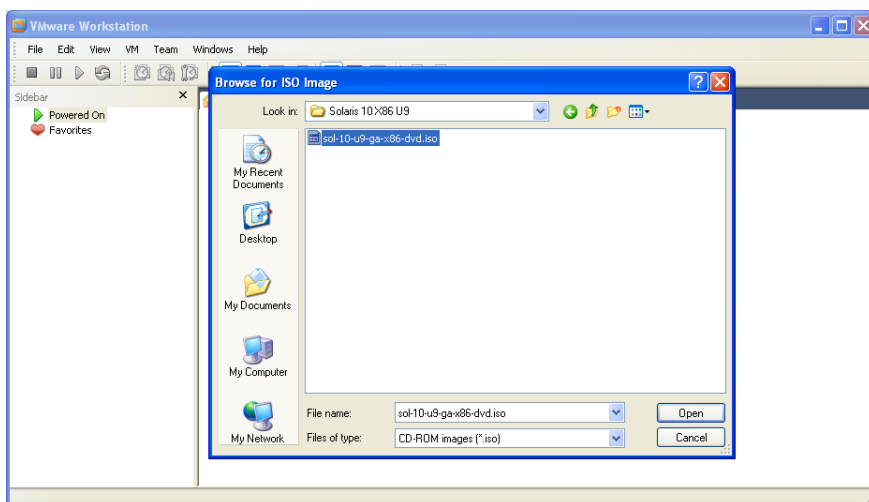 VMware Workstation
File Edit View VM Team Windows Help
Sidebar
Powered On
Favorites
Browse for ISO Image
Look in: Solaris 10 X86 U9
sol-10-u9-ga-x86-dvd.iso
My Recent
Documents
Desktop
My Documents
My Computer
My Network
File name: sol-10-u9-ga-x86-dvd.iso Open
Files of type: CD-ROM images (*.iso) Cancel